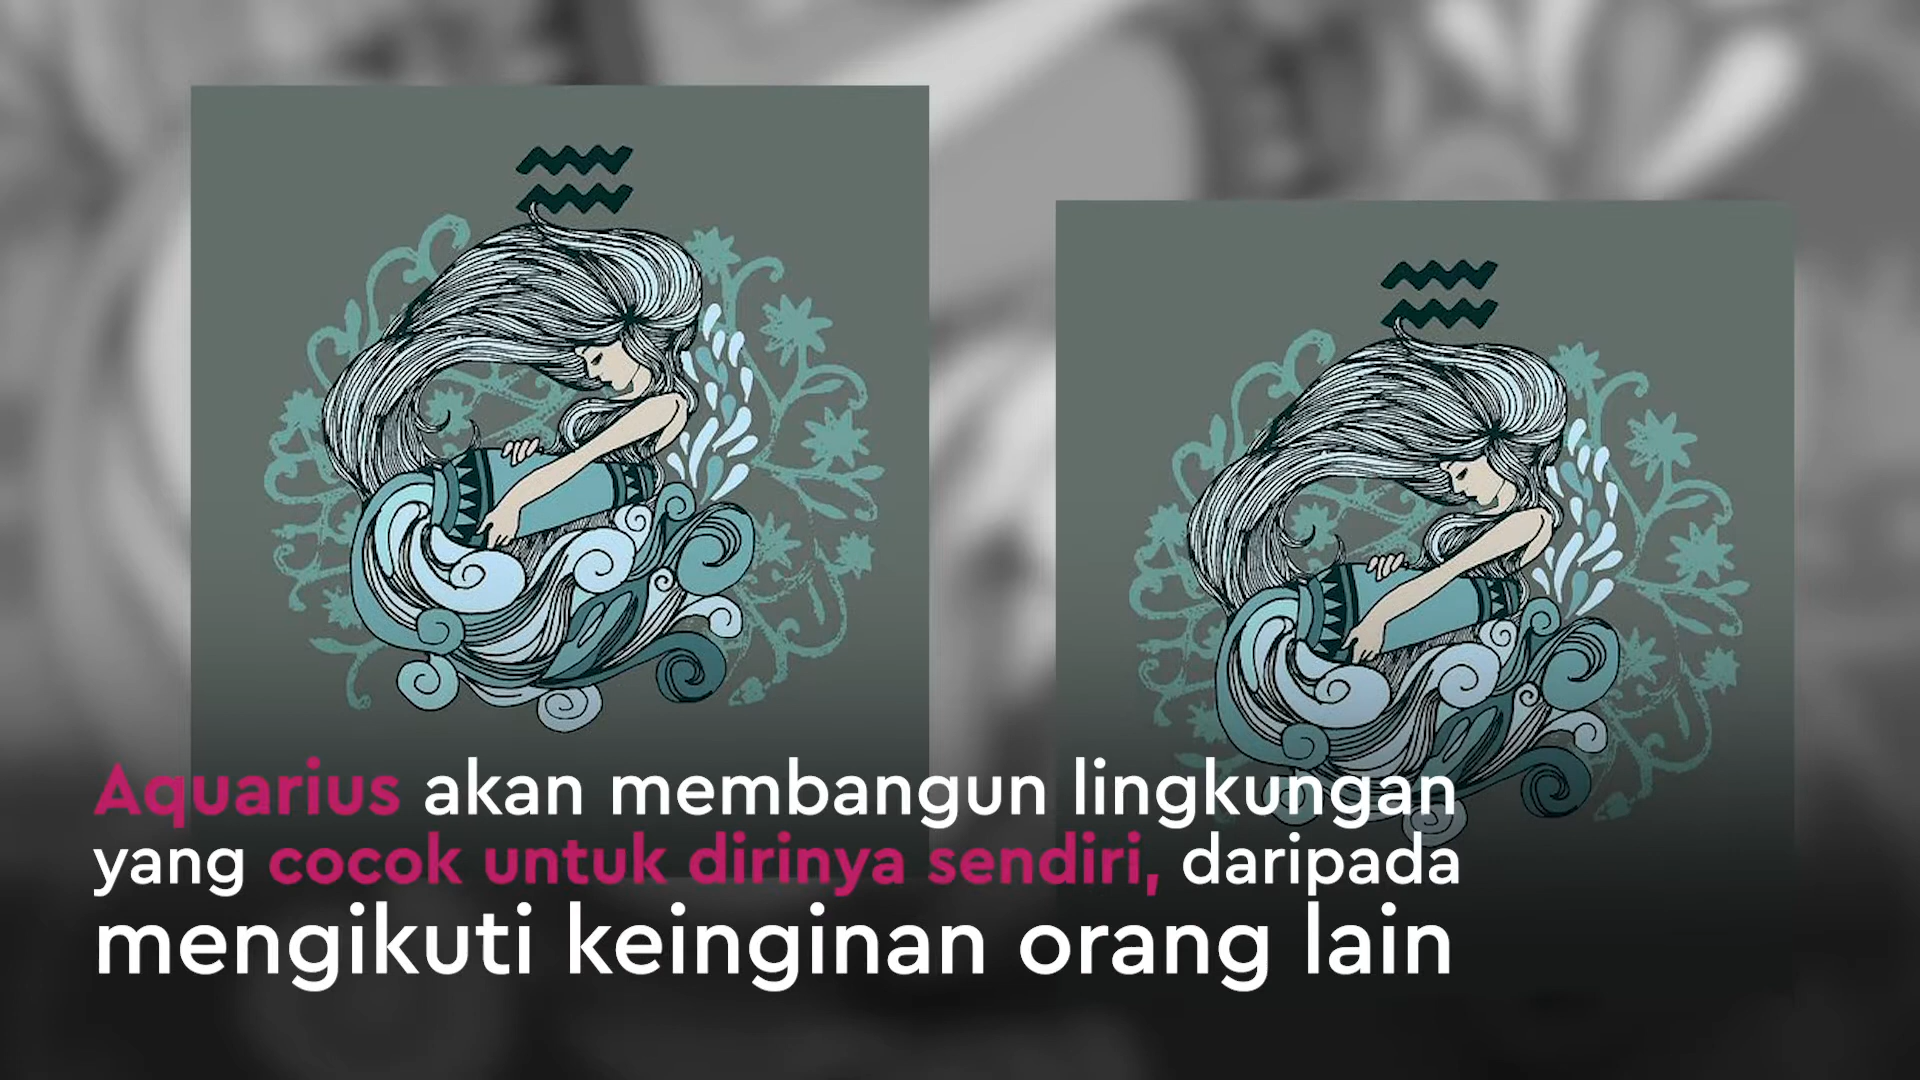 Aquarius akan membangun lingkungan
yang cocok untuk dirinya sendiri, daripada
mengikuti keinginan orang lain